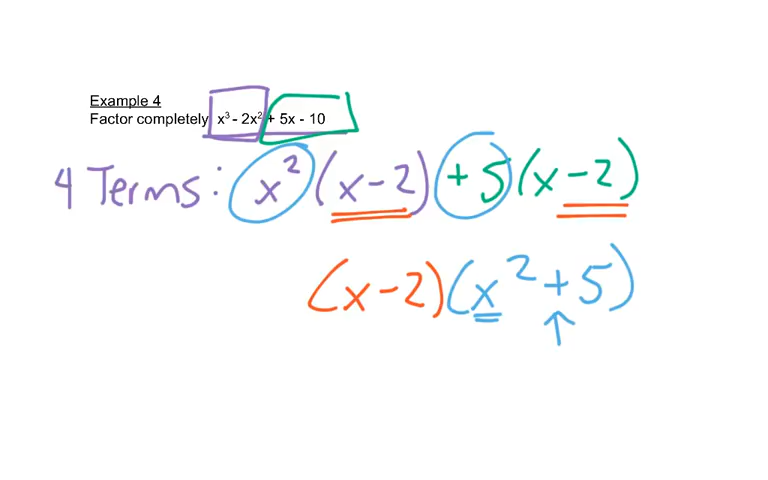 Example 4
Factor completely x³ - 2x² + 5x - 10
4 Terms: x² (x-2) +5 (x-2)
(x-2)(x²+5)